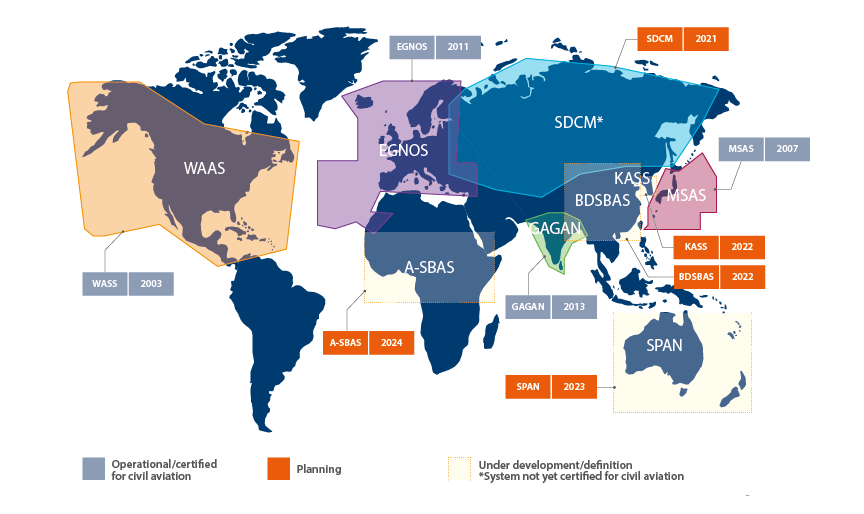 SDCM 2021
EGNOS 2011
SDCM*
MSAS 2007
EGNOS
WAAS
KASS
MSAS
BDSBAS
GAGAN
KASS 2022
A-SBAS
BDSBAS 2022
WASS 2003
GAGAN 2013
A-SBAS 2024
SPAN
SPAN 2023
Operational/certified
for civil aviation
Planning
Under development/definition
*System not yet certified for civil aviation